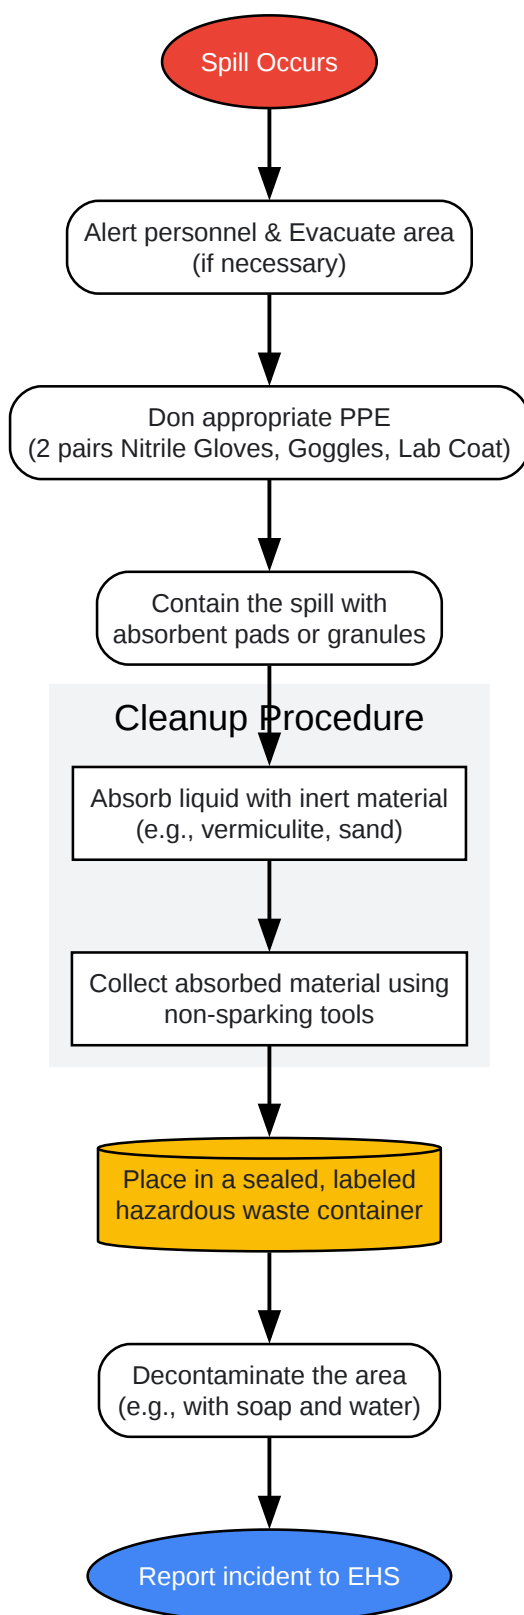 Spill Occurs
Alert personnel & Evacuate area
(if necessary)
Don appropriate PPE
(2 pairs Nitrile Gloves, Goggles, Lab Coat)
Contain the spill with
absorbent pads or granules
Cleanup Procedure
Absorb liquid with inert material
(e.g., vermiculite, sand)
Collect absorbed material using
non-sparking tools
Place in a sealed, labeled
hazardous waste container
Decontaminate the area
(e.g., with soap and water)
Report incident to EHS